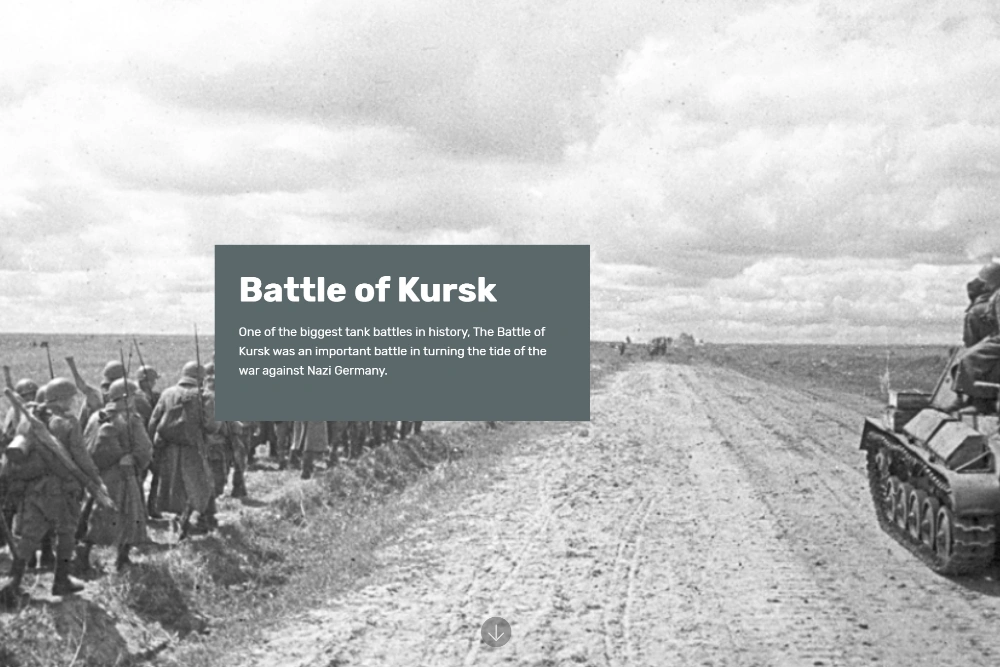 Battle of Kursk
One of the biggest tank battles in history, The Battle of
Kursk was an important battle in turning the tide of the
war against Nazi Germany.